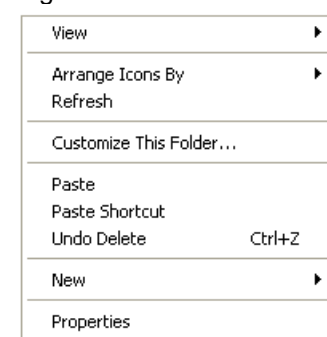 View
Arrange Icons By
Refresh
Customize This Folder...
Paste
Paste Shortcut
Undo Delete Ctrl+Z
New
Properties